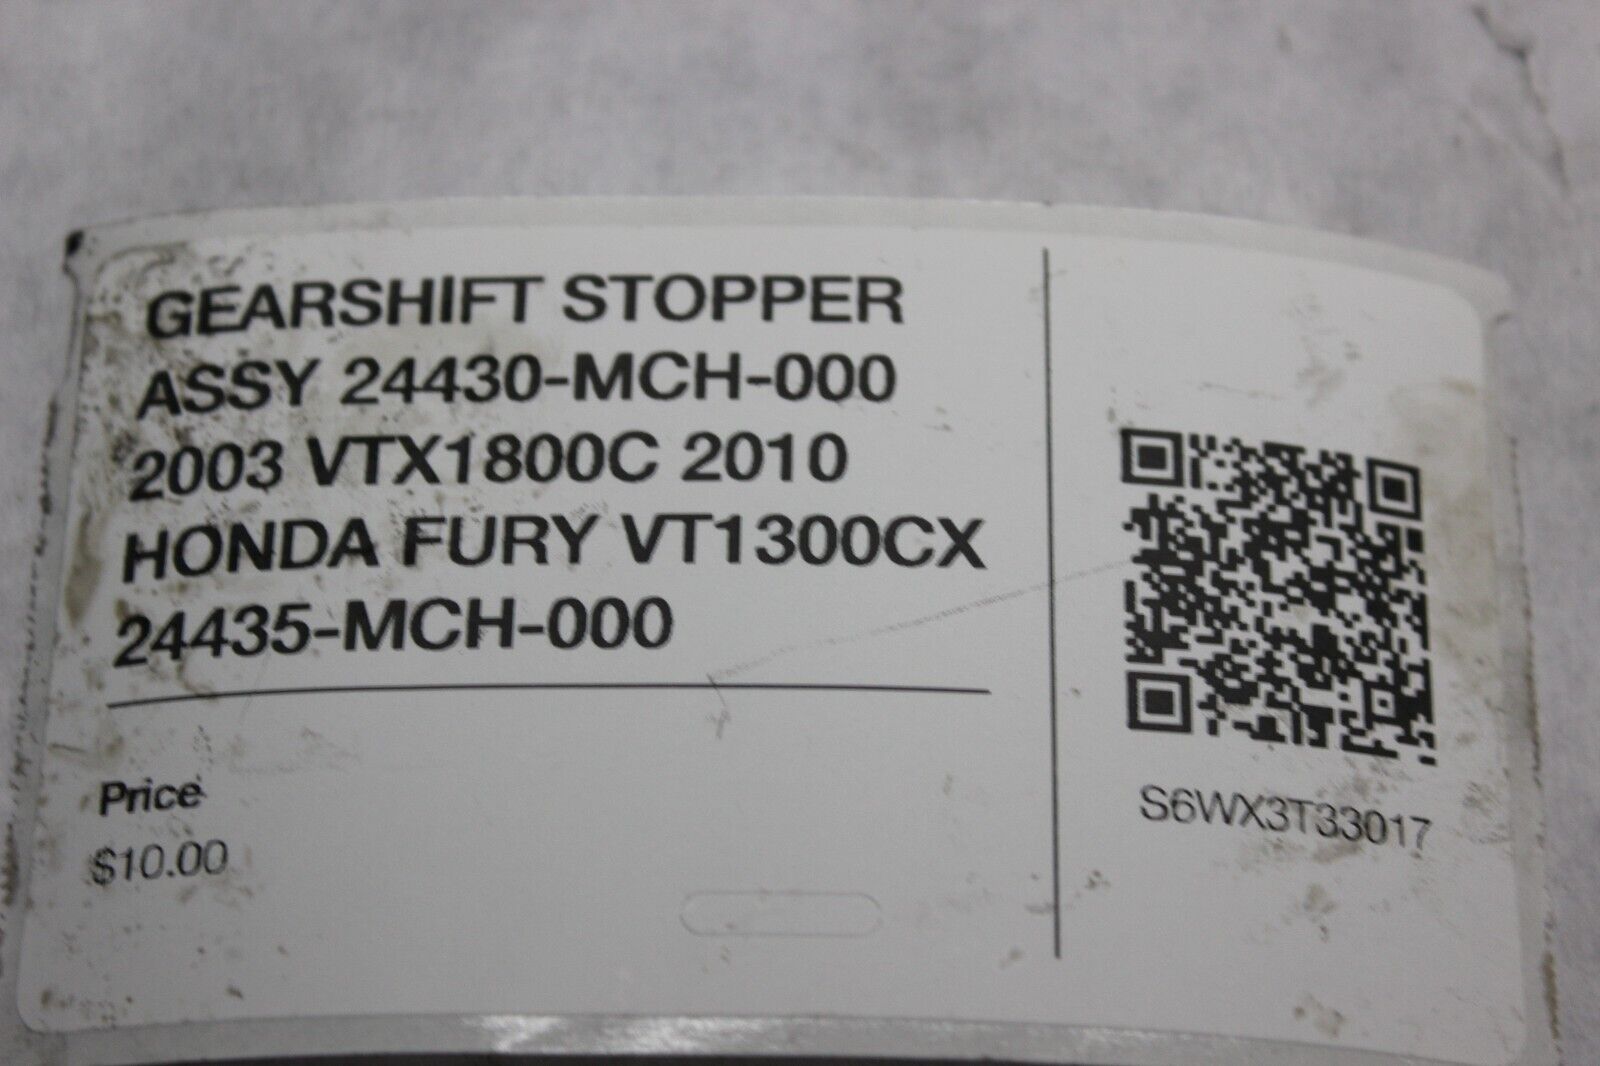 GEARSHIFT STOPPER
ASSY 24430-MCH-000
2003 VTX1800C 2010
HONDA FURY VT1300CX
24435-MCH-000
Price
$10.00
S6WX3T33017